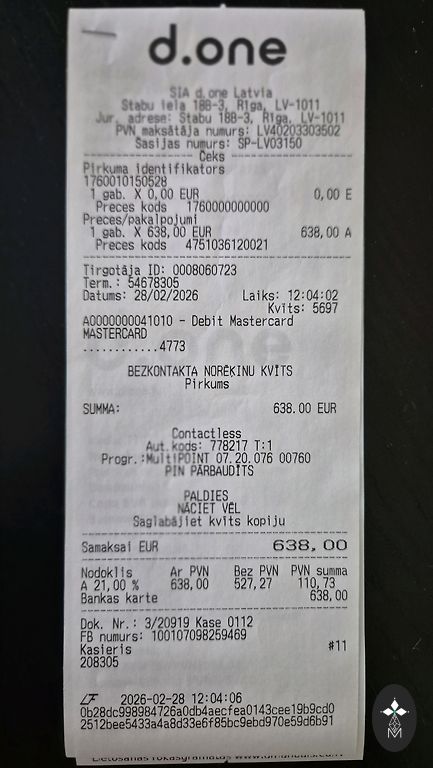 d.one
SIA d.one Latvia
Stabu iela 18B-3, Rīga, LV-1011
Jur. adrese: Stabu 18B-3, Rīga, LV-1011
PVN maksātāja numurs: LV40203303502
Sasijas numurs: SP-LV03150
Čeks
Pirkuma identifikators
1760010150528
1 gab. X 0,00 EUR 0,00 E
Preces kods 1760000000000
Preces/pakalpojumi
1 gab. X 638,00 EUR 638,00 A
Preces kods 4751036120021
Tirgotāja ID: 0008060723
Term.: 54678305
Datums: 28/02/2026 Laiks: 12:04:02
Kvīts: 5697
A0000000041010 - Debit Mastercard
MASTERCARD
............4773
BEZKONTAKTA NORĒĶINU KVĪTS
Pirkums
SUMMA: 638.00 EUR
Contactless
Aut.kods: 778217 T:1
Progr.:MultiPOINT 07.20.076 00760
PIN PĀRBAUDĪTS
PALDIES
NĀCIET VĒL
Saglabājiet kvīts kopiju
Samaksai EUR 638,00
Nodoklis Ar PVN Bez PVN PVN summa
A 21,00 % 638,00 527,27 110,73
Bankas karte 638,00
Dok. Nr.: 3/20919 Kase 0112
FB numurs: 100107098259469
Kasieris #11
208305
LF 2026-02-28 12:04:06
0b28dc998984726a0db4aecfea0143cee19b9cd0
2512bee5433a4a8d33e6f85bc9ebd970e59d6b91